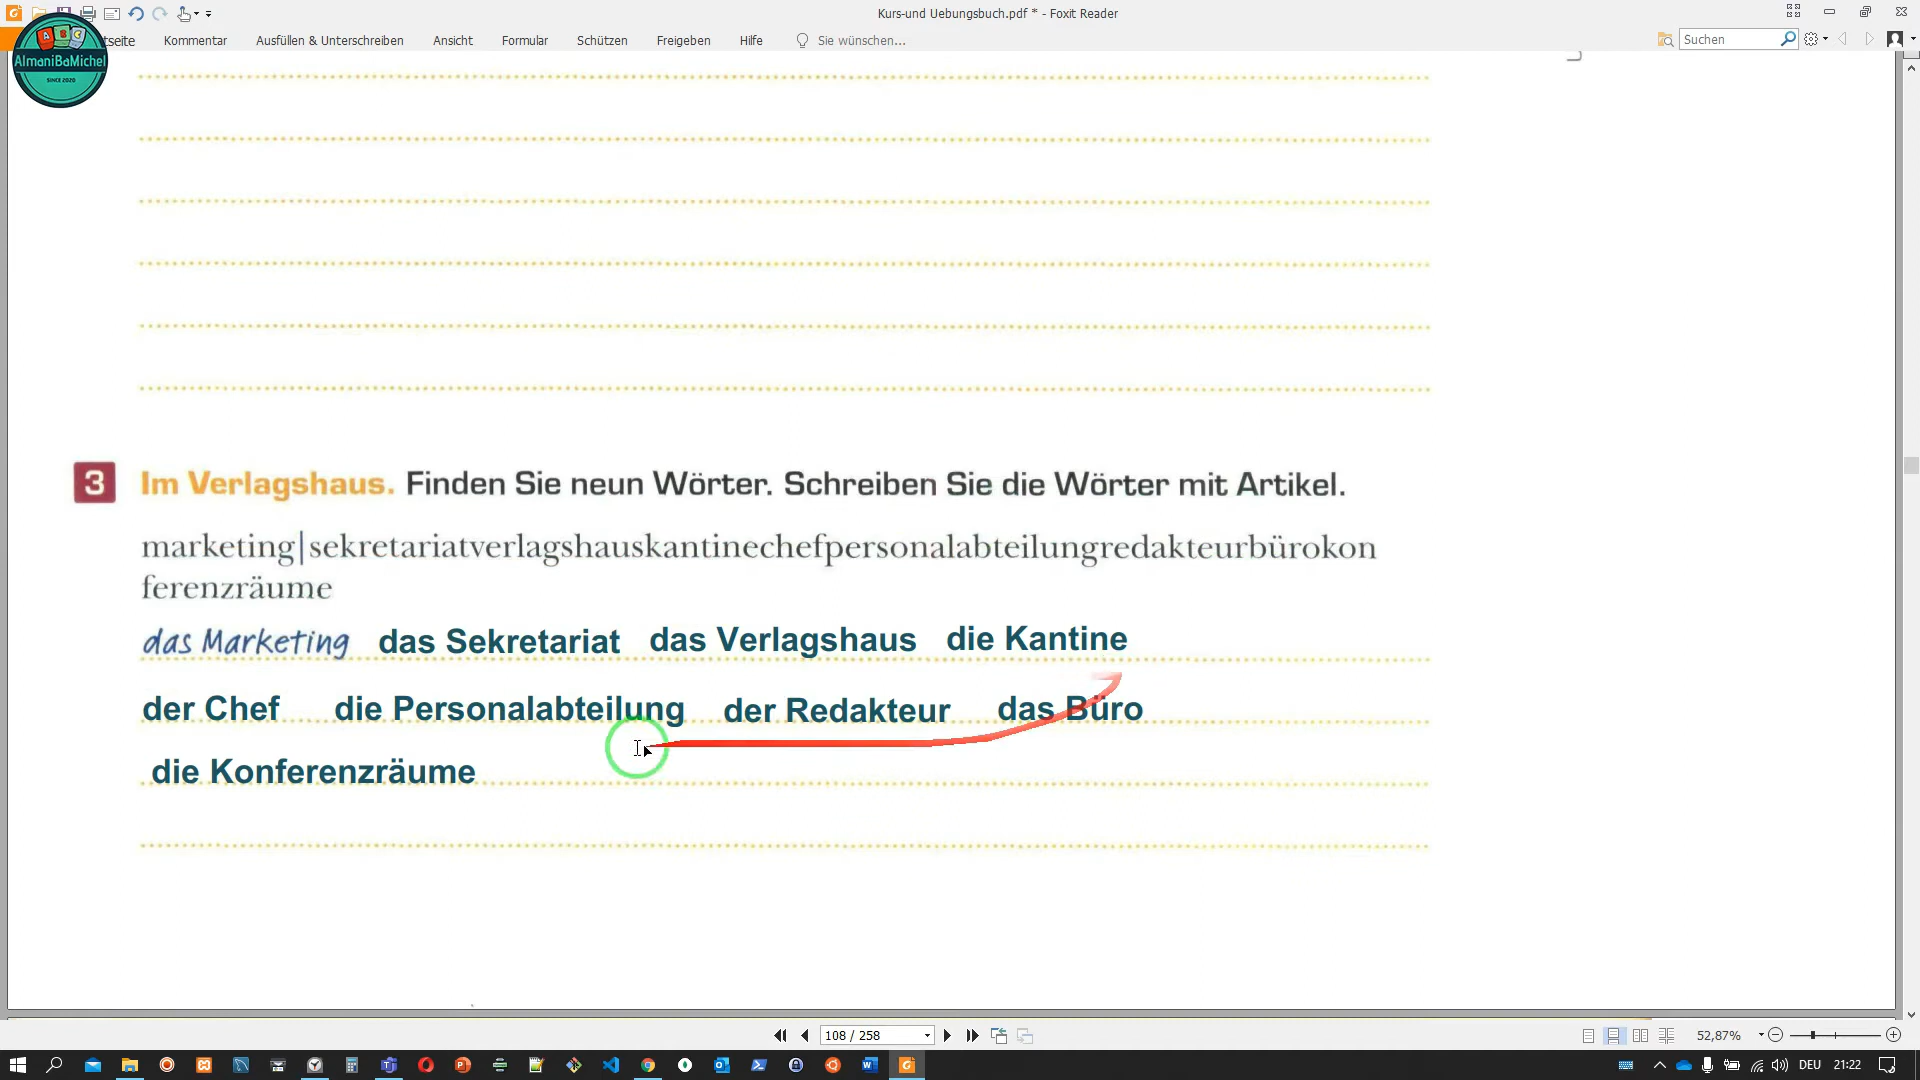 Kurs-und Uebungsbuch.pdf * - Foxit Reader
tseite Kommentar Ausfüllen & Unterschreiben Ansicht Formular Schützen Freigeben Hilfe Sie wünschen... Suchen
A B C
AlmaniBaMichel
SINCE 2020
3 Im Verlagshaus. Finden Sie neun Wörter. Schreiben Sie die Wörter mit Artikel.
marketing|sekretariatverlagshauskantinechefpersonalabteilungredakteurbürokon
ferenzräume
das Marketing das Sekretariat das Verlagshaus die Kantine
der Chef die Personalabteilung der Redakteur das Büro
die Konferenzräume
108 / 258 52,87%
DEU 21:22